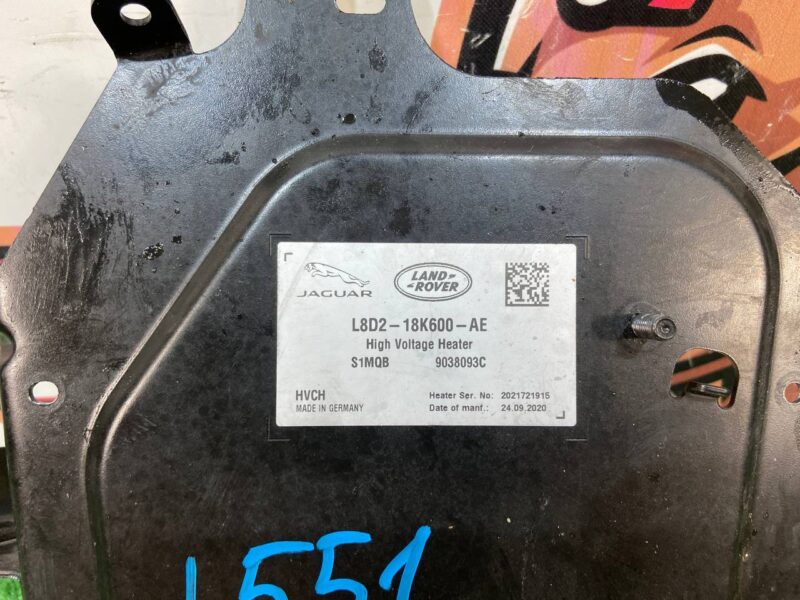 JAGUAR
LAND
ROVER
L8D2-18K600-AE
High Voltage Heater
S1MQB 9038093C
HVCH
MADE IN GERMANY
Heater Ser. No: 2021721915
Date of manf.: 24.09.2020
L551